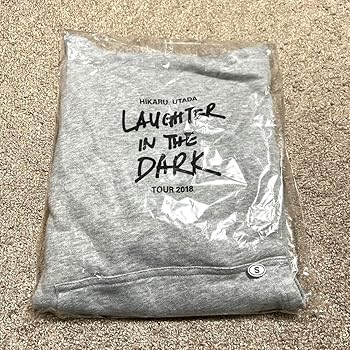 HIKARU UTADA
LAUGHTER
IN THE
DARK
TOUR 2018
S